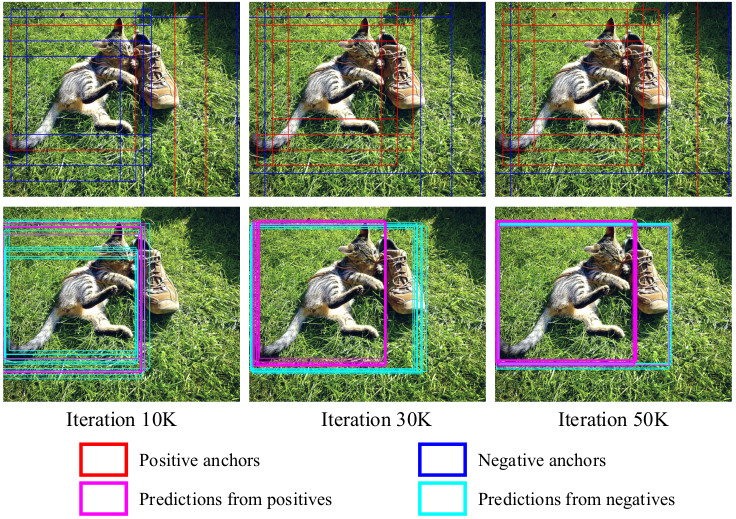 Iteration 10K
Iteration 30K
Iteration 50K
Positive anchors
Negative anchors
Predictions from positives
Predictions from negatives